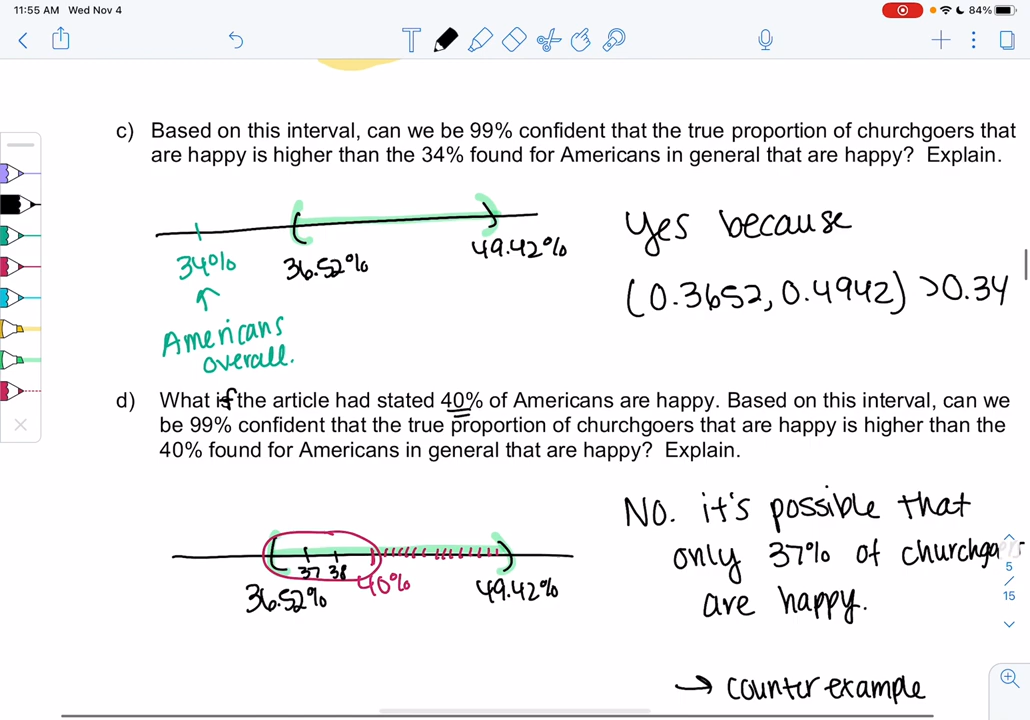 11:55 AM Wed Nov 4
84%
c) Based on this interval, can we be 99% confident that the true proportion of churchgoers that
are happy is higher than the 34% found for Americans in general that are happy? Explain.
34%
36.52%
49.42%
Americans
overall.
Yes because
(0.3652, 0.4942) >0.34
d) What if the article had stated 40% of Americans are happy. Based on this interval, can we
be 99% confident that the true proportion of churchgoers that are happy is higher than the
40% found for Americans in general that are happy? Explain.
37 38
36.52%
40%
49.42%
No. it's possible that
only 37% of churchgoers
are happy.
→ counter example
5
/
15